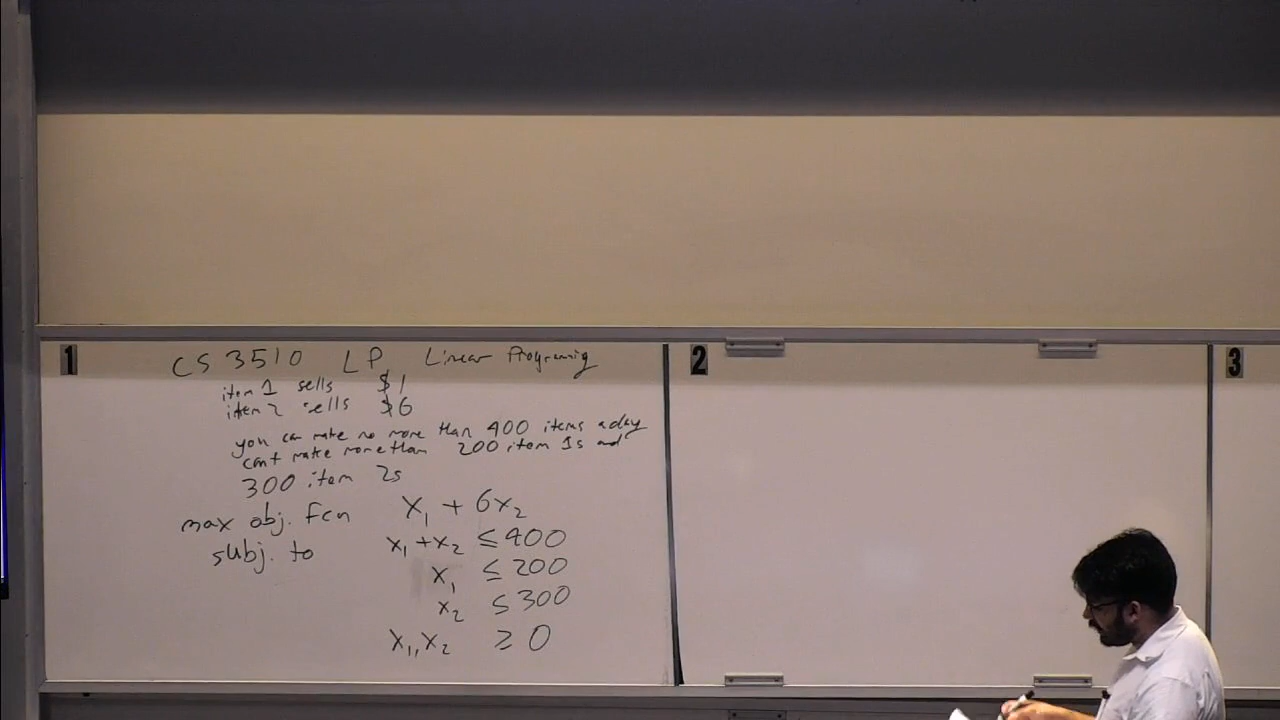 1
CS 3510 LP Linear Programing
item 1 sells $1
item 2 sells $6
you can make no more than 400 items a day
cant make more than 200 item 1s and
300 item 2s
max obj. fcn x₁ + 6x₂
subj. to x₁ + x₂ ≤ 400
x₁ ≤ 200
x₂ ≤ 300
x₁, x₂ ≥ 0
2
3